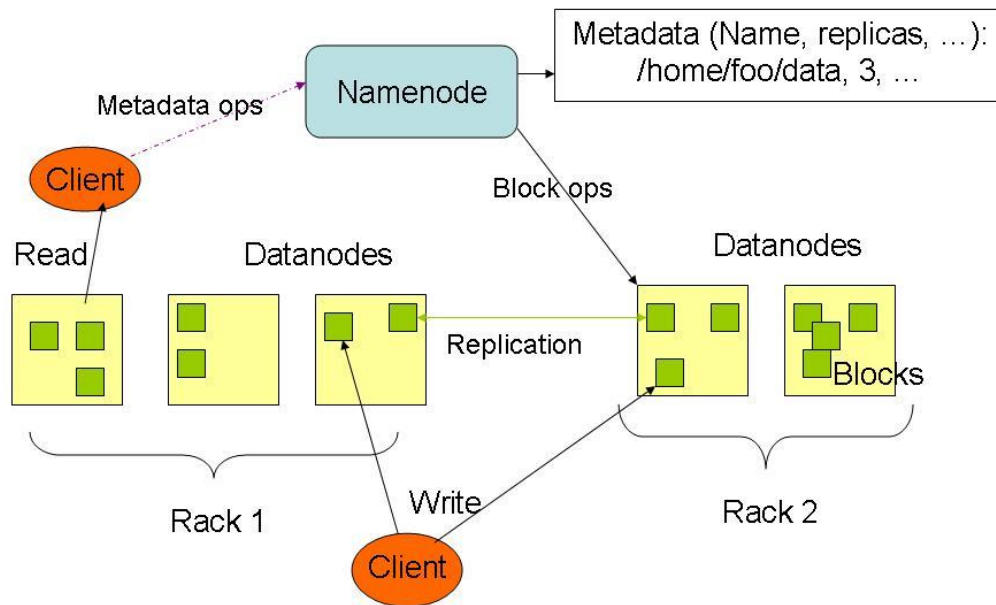 Metadata (Name, replicas, …):
/home/foo/data, 3, …
Namenode
Metadata ops
Client
Block ops
Read
Datanodes
Datanodes
Replication
Blocks
Rack 1
Write
Rack 2
Client